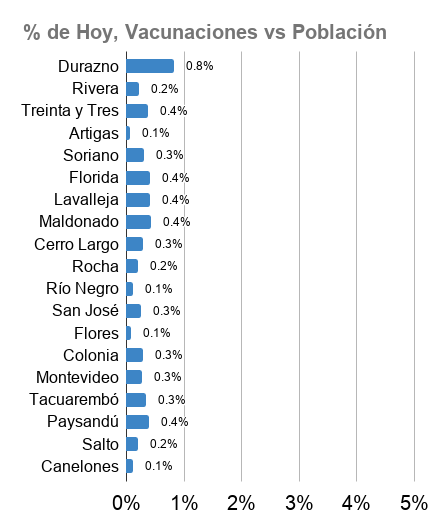 % de Hoy, Vacunaciones vs Población
Durazno 0.8%
Rivera 0.2%
Treinta y Tres 0.4%
Artigas 0.1%
Soriano 0.3%
Florida 0.4%
Lavalleja 0.4%
Maldonado 0.4%
Cerro Largo 0.3%
Rocha 0.2%
Río Negro 0.1%
San José 0.3%
Flores 0.1%
Colonia 0.3%
Montevideo 0.3%
Tacuarembó 0.3%
Paysandú 0.4%
Salto 0.2%
Canelones 0.1%
0% 1% 2% 3% 4% 5%